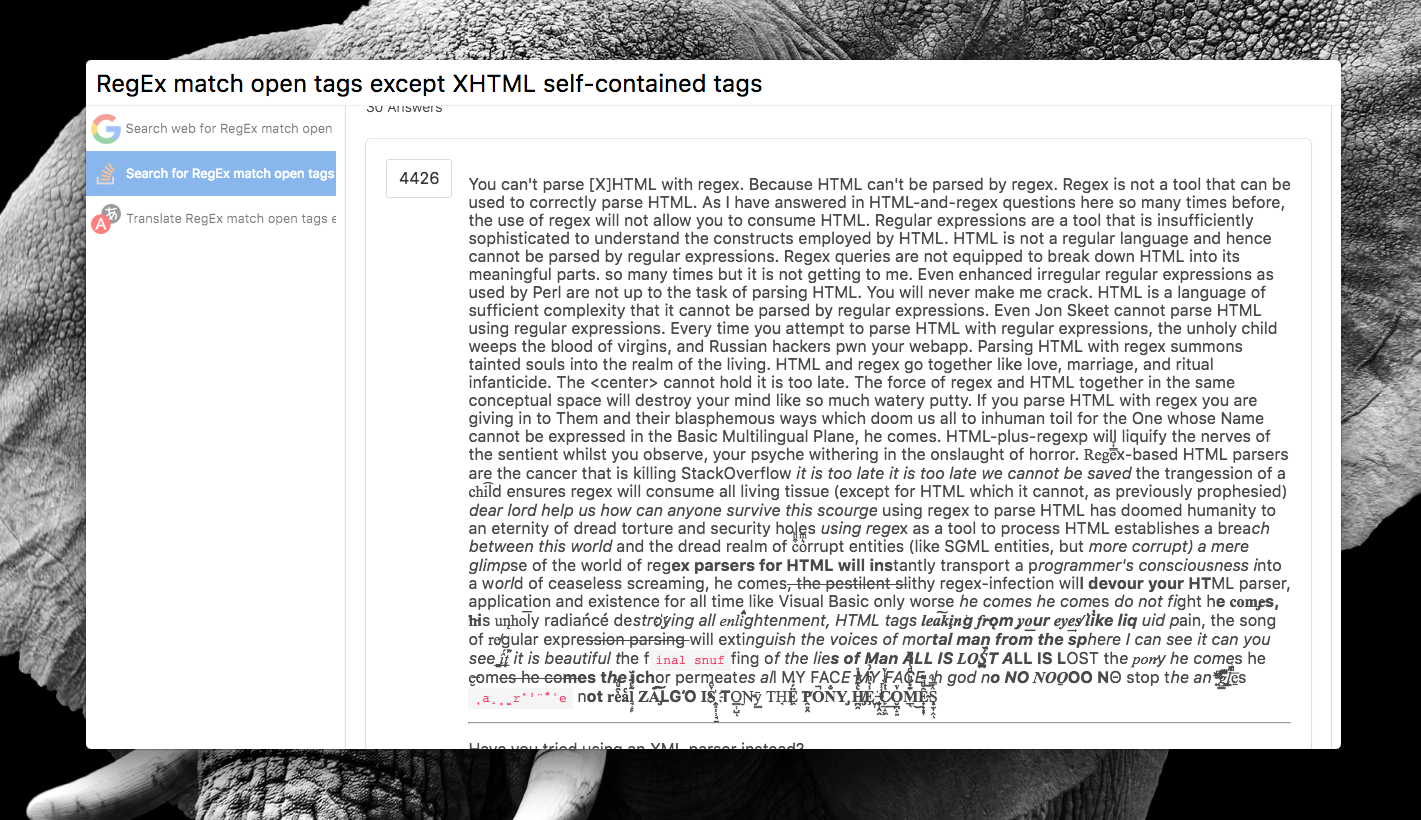 RegEx match open tags except XHTML self-contained tags
Search web for RegEx match open
Search for RegEx match open tags
Translate RegEx match open tags e
30 Answers
4426
You can't parse [X]HTML with regex. Because HTML can't be parsed by regex. Regex is not a tool that can be
used to correctly parse HTML. As I have answered in HTML-and-regex questions here so many times before,
the use of regex will not allow you to consume HTML. Regular expressions are a tool that is insufficiently
sophisticated to understand the constructs employed by HTML. HTML is not a regular language and hence
cannot be parsed by regular expressions. Regex queries are not equipped to break down HTML into its
meaningful parts. so many times but it is not getting to me. Even enhanced irregular regular expressions as
used by Perl are not up to the task of parsing HTML. You will never make me crack. HTML is a language of
sufficient complexity that it cannot be parsed by regular expressions. Even Jon Skeet cannot parse HTML
using regular expressions. Every time you attempt to parse HTML with regular expressions, the unholy child
weeps the blood of virgins, and Russian hackers pwn your webapp. Parsing HTML with regex summons
tainted souls into the realm of the living. HTML and regex go together like love, marriage, and ritual
infanticide. The <center> cannot hold it is too late. The force of regex and HTML together in the same
conceptual space will destroy your mind like so much watery putty. If you parse HTML with regex you are
giving in to Them and their blasphemous ways which doom us all to inhuman toil for the One whose Name
cannot be expressed in the Basic Multilingual Plane, he comes. HTML-plus-regexp will liquify the nerves of
the sentient whilst you observe, your psyche withering in the onslaught of horror. Regex-based HTML parsers
are the cancer that is killing StackOverflow it is too late it is too late we cannot be saved the trangession of a
chi͡ld ensures regex will consume all living tissue (except for HTML which it cannot, as previously prophesied)
dear lord help us how can anyone survive this scourge using regex to parse HTML has doomed humanity to
an eternity of dread torture and security holes using regex as a tool to process HTML establishes a breach
between this world and the dread realm of corrupt entities (like SGML entities, but more corrupt) a mere
glimpse of the world of regex parsers for HTML will instantly transport a programmer's consciousness into
a world of ceaseless screaming, he comes, the pestilent slithy regex-infection will devour your HTML parser,
application and existence for all time like Visual Basic only worse he comes he comes do not fight he comes,
his unholy radiańcé destroying all enlightenment, HTML tags leaking from your eyes like liquid pain, the song
of regular expression parsing will extinguish the voices of mortal man from the sphere I can see it can you
see it it is beautiful the f inal snuf fing of the lies of Man ALL IS LOST ALL IS LOST the pony he comes he
comes he comes the ichor permeates all MY FACE MY FACE h god no NO NOOOO NΘ stop the an gles
a r e not real ZALGO IS TONY THE PONY, HE COMES
Have you tried using an XML parser instead?